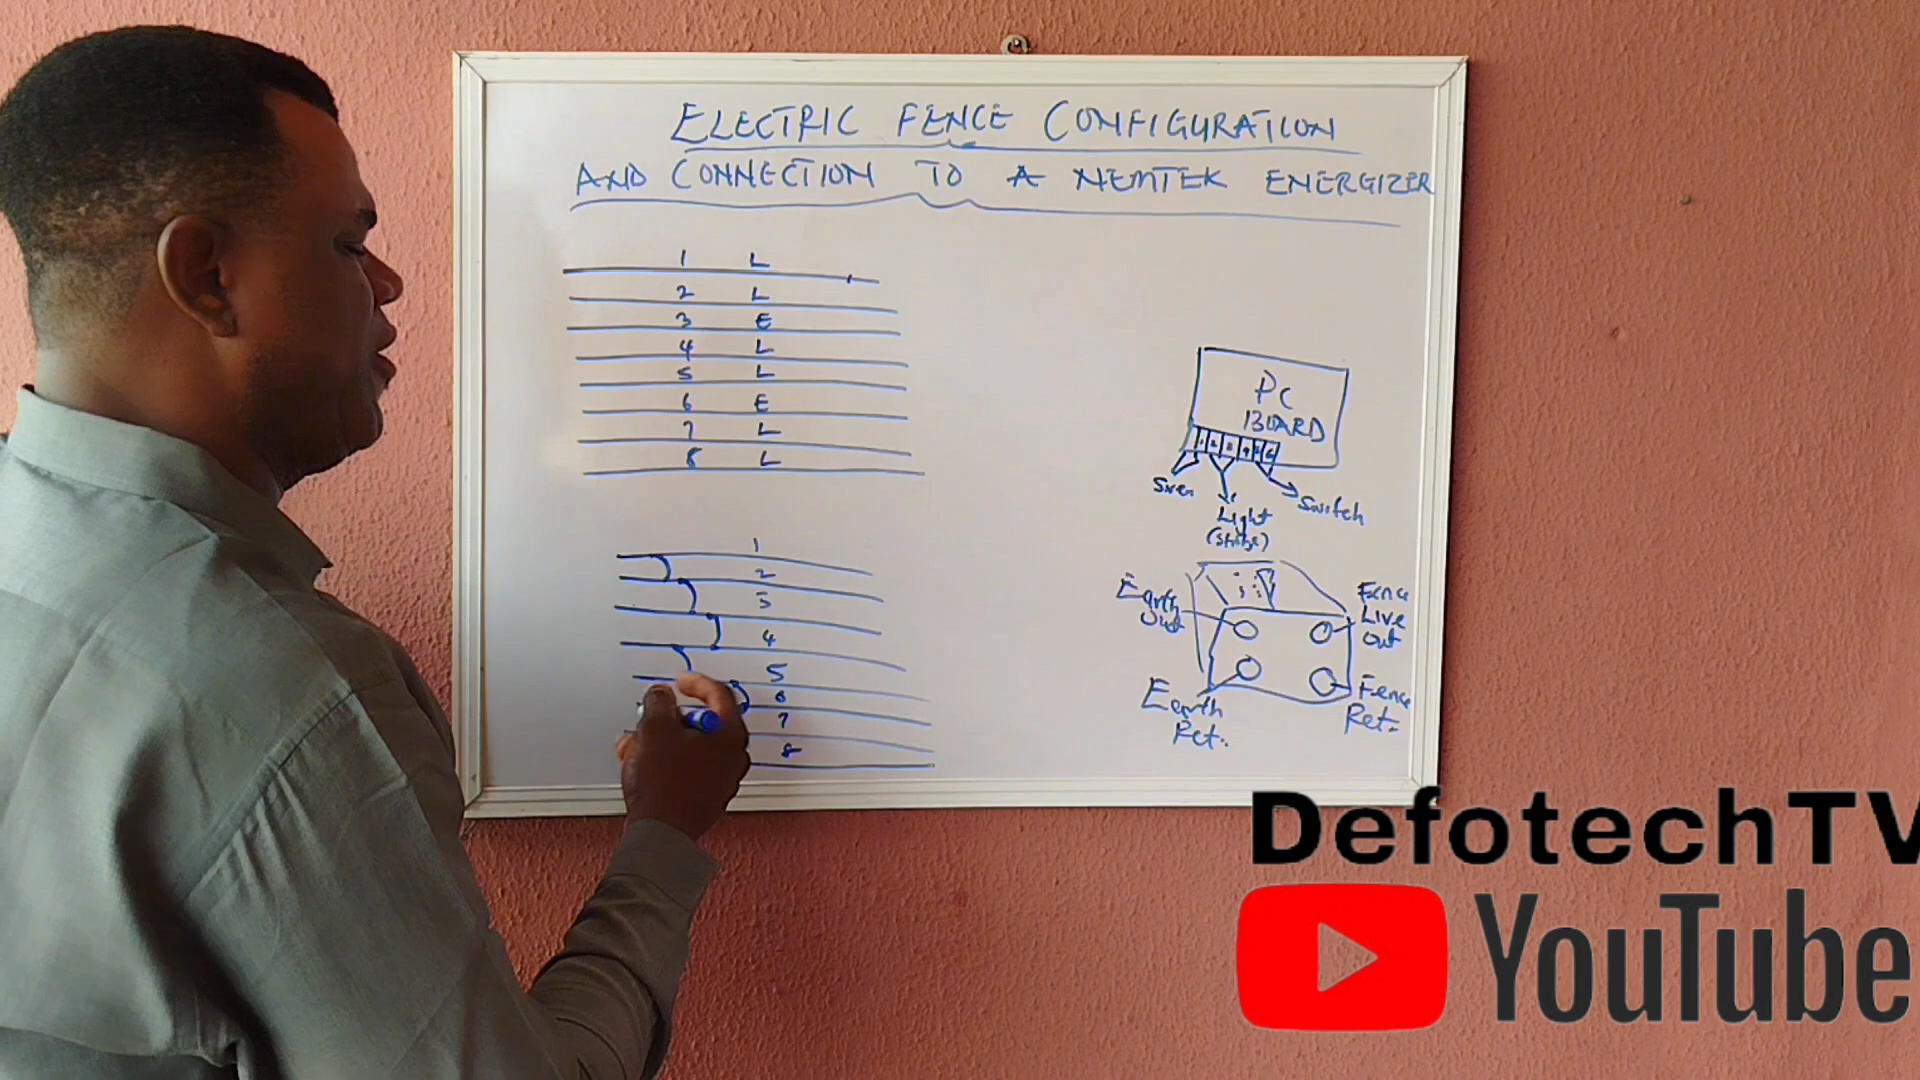 ELECTRIC FENCE CONFIGURATION
AND CONNECTION TO A NEMTEK ENERGIZER
1 L
2 L
3 E
4 L
5 L
6 E
7 L
8 L
1
2
3
4
5
6
7
8
PC
BOARD
Siren
Light
Switch
Earth
Out
Fence
Live
Out
Earth
Ret.
Fence
Ret.
DefotechTV
YouTube